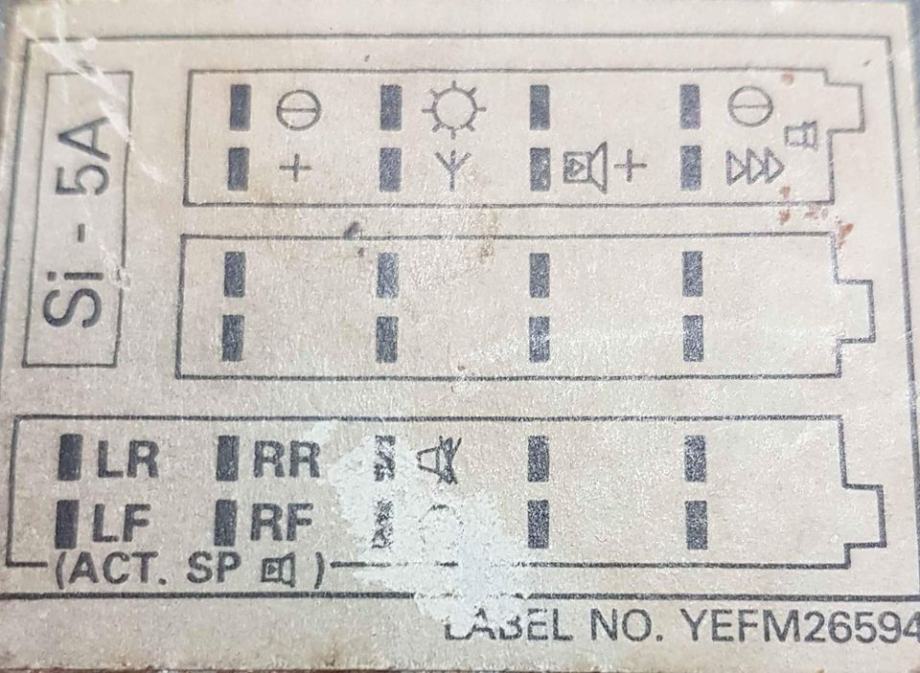 Si - 5A
+
+
LR RR
LF RF
(ACT. SP )
LABEL NO. YEFM26594